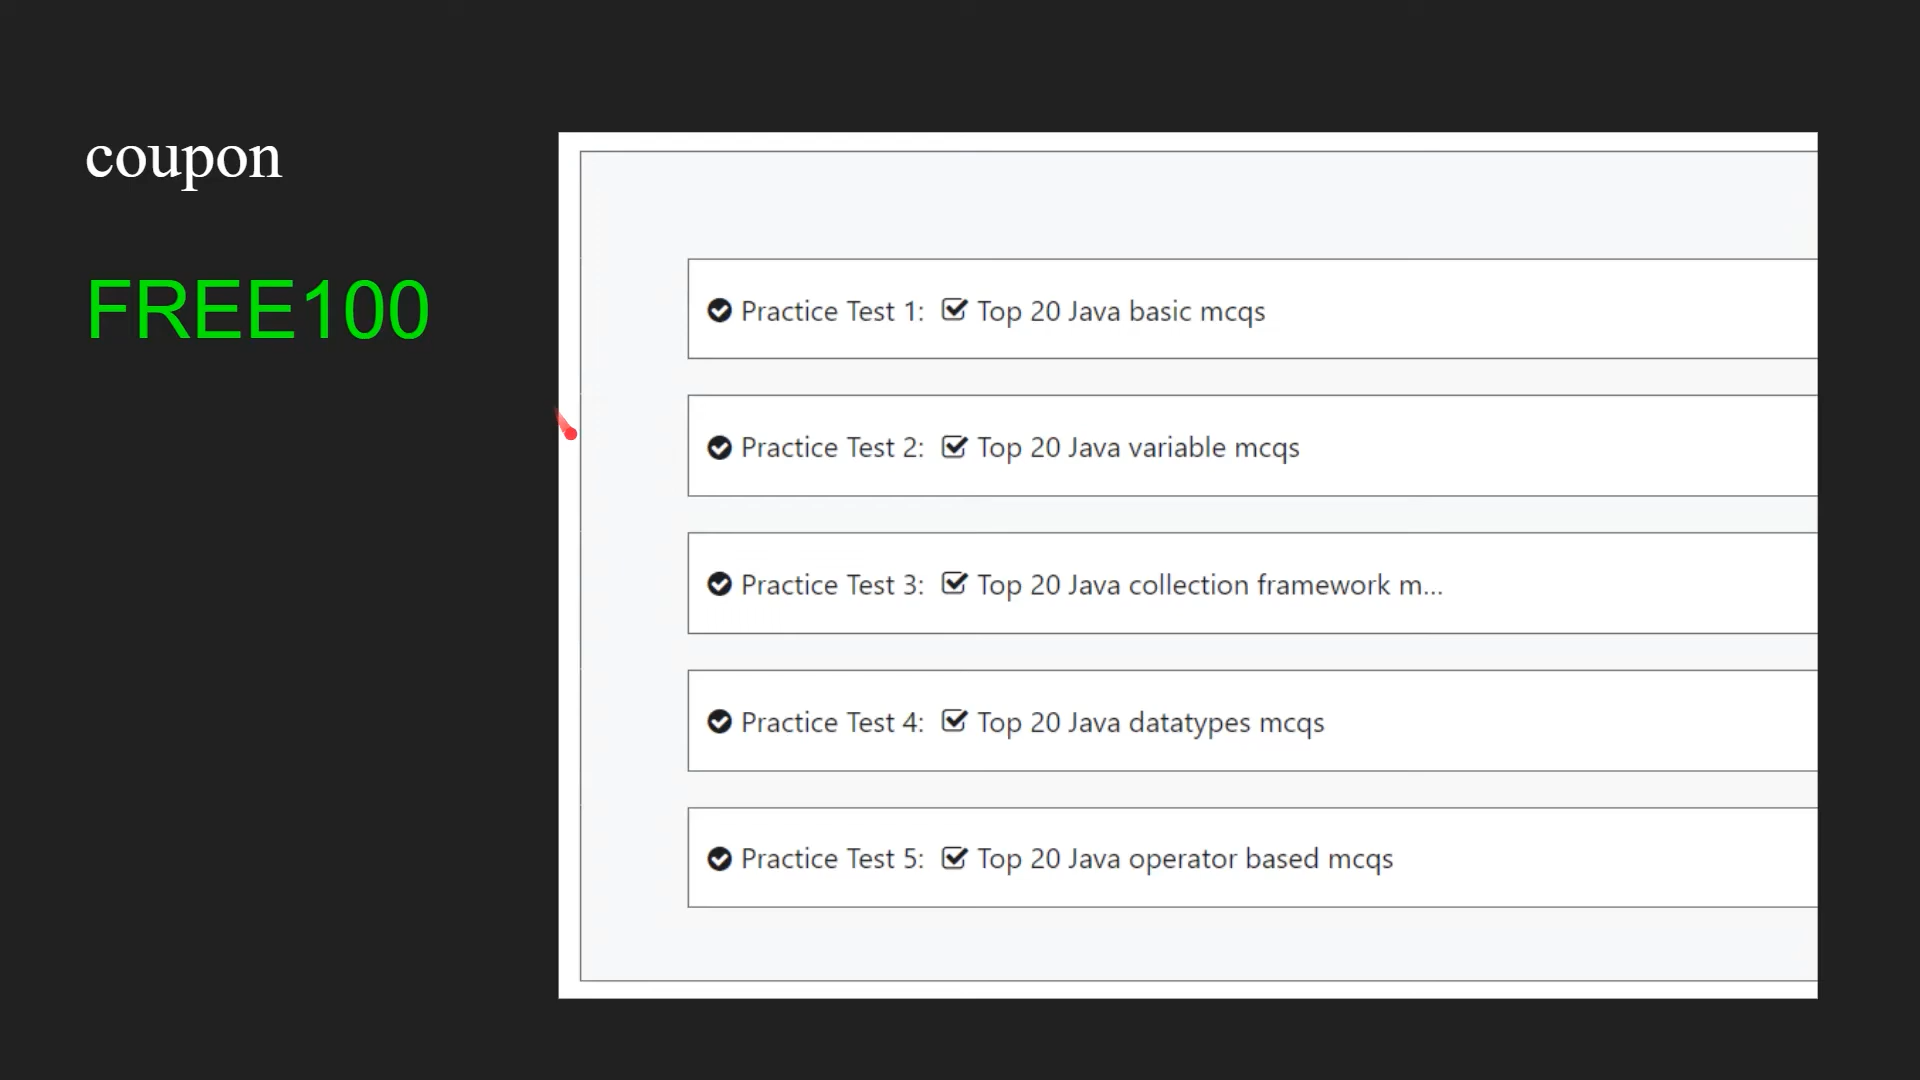 coupon
FREE100
Practice Test 1: Top 20 Java basic mcqs
Practice Test 2: Top 20 Java variable mcqs
Practice Test 3: Top 20 Java collection framework m...
Practice Test 4: Top 20 Java datatypes mcqs
Practice Test 5: Top 20 Java operator based mcqs